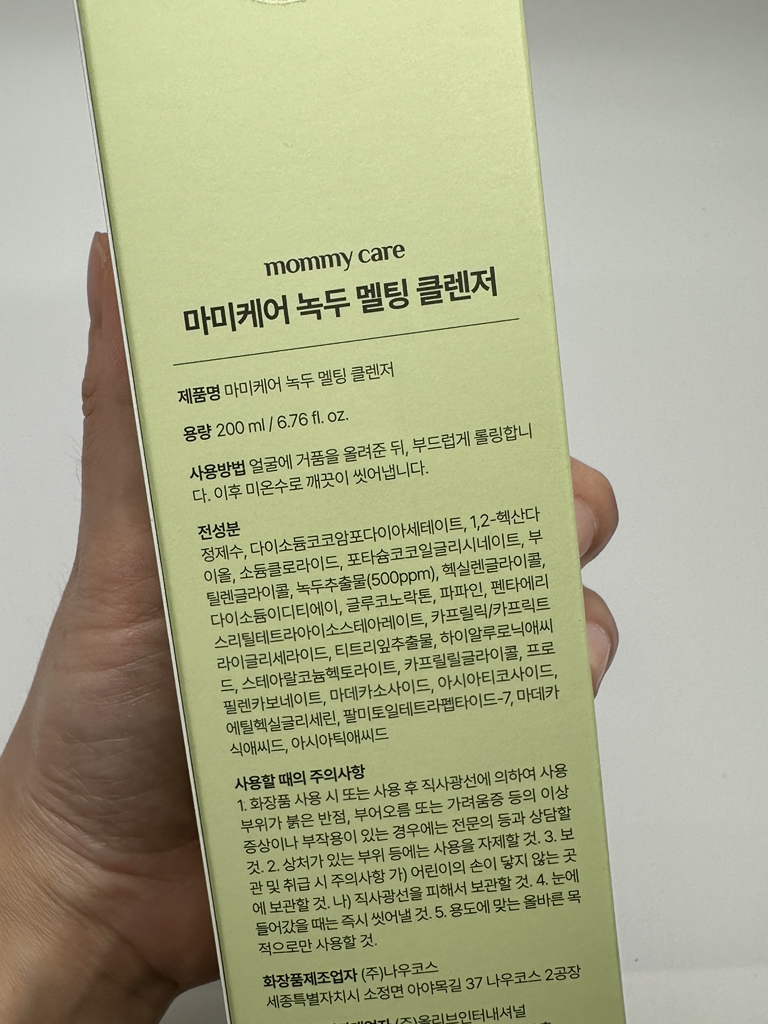 mommy care
마미케어 녹두 멜팅 클렌저
제품명 마미케어 녹두 멜팅 클렌저
용량 200 ml / 6.76 fl. oz.
사용방법 얼굴에 거품을 올려준 뒤, 부드럽게 롤링합니
다. 이후 미온수로 깨끗이 씻어냅니다.
전성분
정제수, 다이소듐코코암포다이아세테이트, 1,2-헥산다
이올, 소듐클로라이드, 포타슘코코일글리시네이트, 부
틸렌글라이콜, 녹두추출물(500ppm), 헥실렌글라이콜,
다이소듐이디티에이, 글루코노락톤, 파파인, 펜타에리
스리틸테트라아이소스테아레이트, 카프릴릭/카프릭트
라이글리세라이드, 티트리잎추출물, 하이알루로닉애씨
드, 스테아랄코늄헥토라이트, 카프릴릴글라이콜, 프로
필렌카보네이트, 마데카소사이드, 아시아티코사이드,
에틸헥실글리세린, 팔미토일테트라펩타이드-7, 마데카
식애씨드, 아시아틱애씨드
사용할 때의 주의사항
1. 화장품 사용 시 또는 사용 후 직사광선에 의하여 사용
부위가 붉은 반점, 부어오름 또는 가려움증 등의 이상
증상이나 부작용이 있는 경우에는 전문의 등과 상담할
것. 2. 상처가 있는 부위 등에는 사용을 자제할 것. 3. 보
관 및 취급 시 주의사항 가) 어린이의 손이 닿지 않는 곳
에 보관할 것. 나) 직사광선을 피해서 보관할 것. 4. 눈에
들어갔을 때는 즉시 씻어낼 것. 5. 용도에 맞는 올바른 목
적으로만 사용할 것.
화장품제조업자 (주)나우코스
세종특별자치시 소정면 아야목길 37 나우코스 2공장
(주)올리브인터내셔널